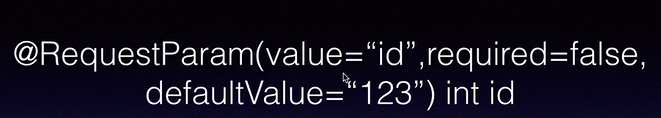 @RequestParam(value=“id”,required=false,
defaultValue=“123”) int id